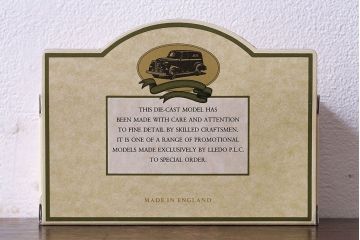 THIS DIE-CAST MODEL HAS
BEEN MADE WITH CARE AND ATTENTION
TO FINE DETAIL BY SKILLED CRAFTSMEN.
IT IS ONE OF A RANGE OF PROMOTIONAL
MODELS MADE EXCLUSIVELY BY LLEDO P.L.C.
TO SPECIAL ORDER.
MADE IN ENGLAND